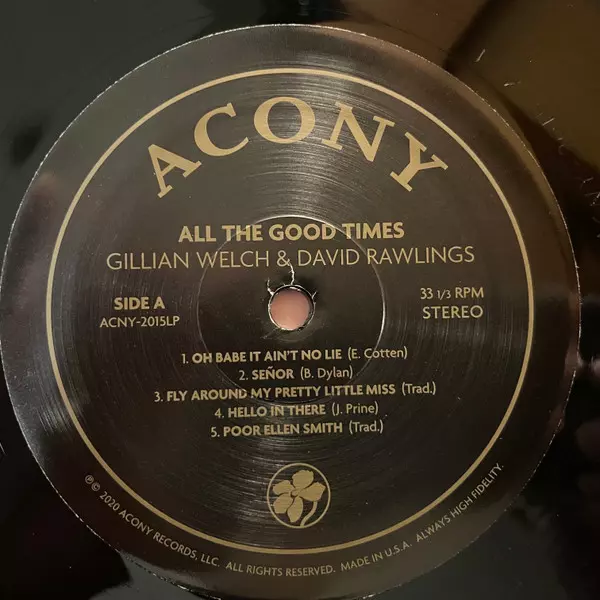 ACONY
ALL THE GOOD TIMES
GILLIAN WELCH & DAVID RAWLINGS
SIDE A
ACNY-2015LP
33 1/3 RPM
STEREO
1. OH BABE IT AIN'T NO LIE (E. Cotten)
2. SEÑOR (B. Dylan)
3. FLY AROUND MY PRETTY LITTLE MISS (Trad.)
4. HELLO IN THERE (J. Prine)
5. POOR ELLEN SMITH (Trad.)
℗© 2020 ACONY RECORDS, LLC. ALL RIGHTS RESERVED. MADE IN U.S.A. ALWAYS HIGH FIDELITY.